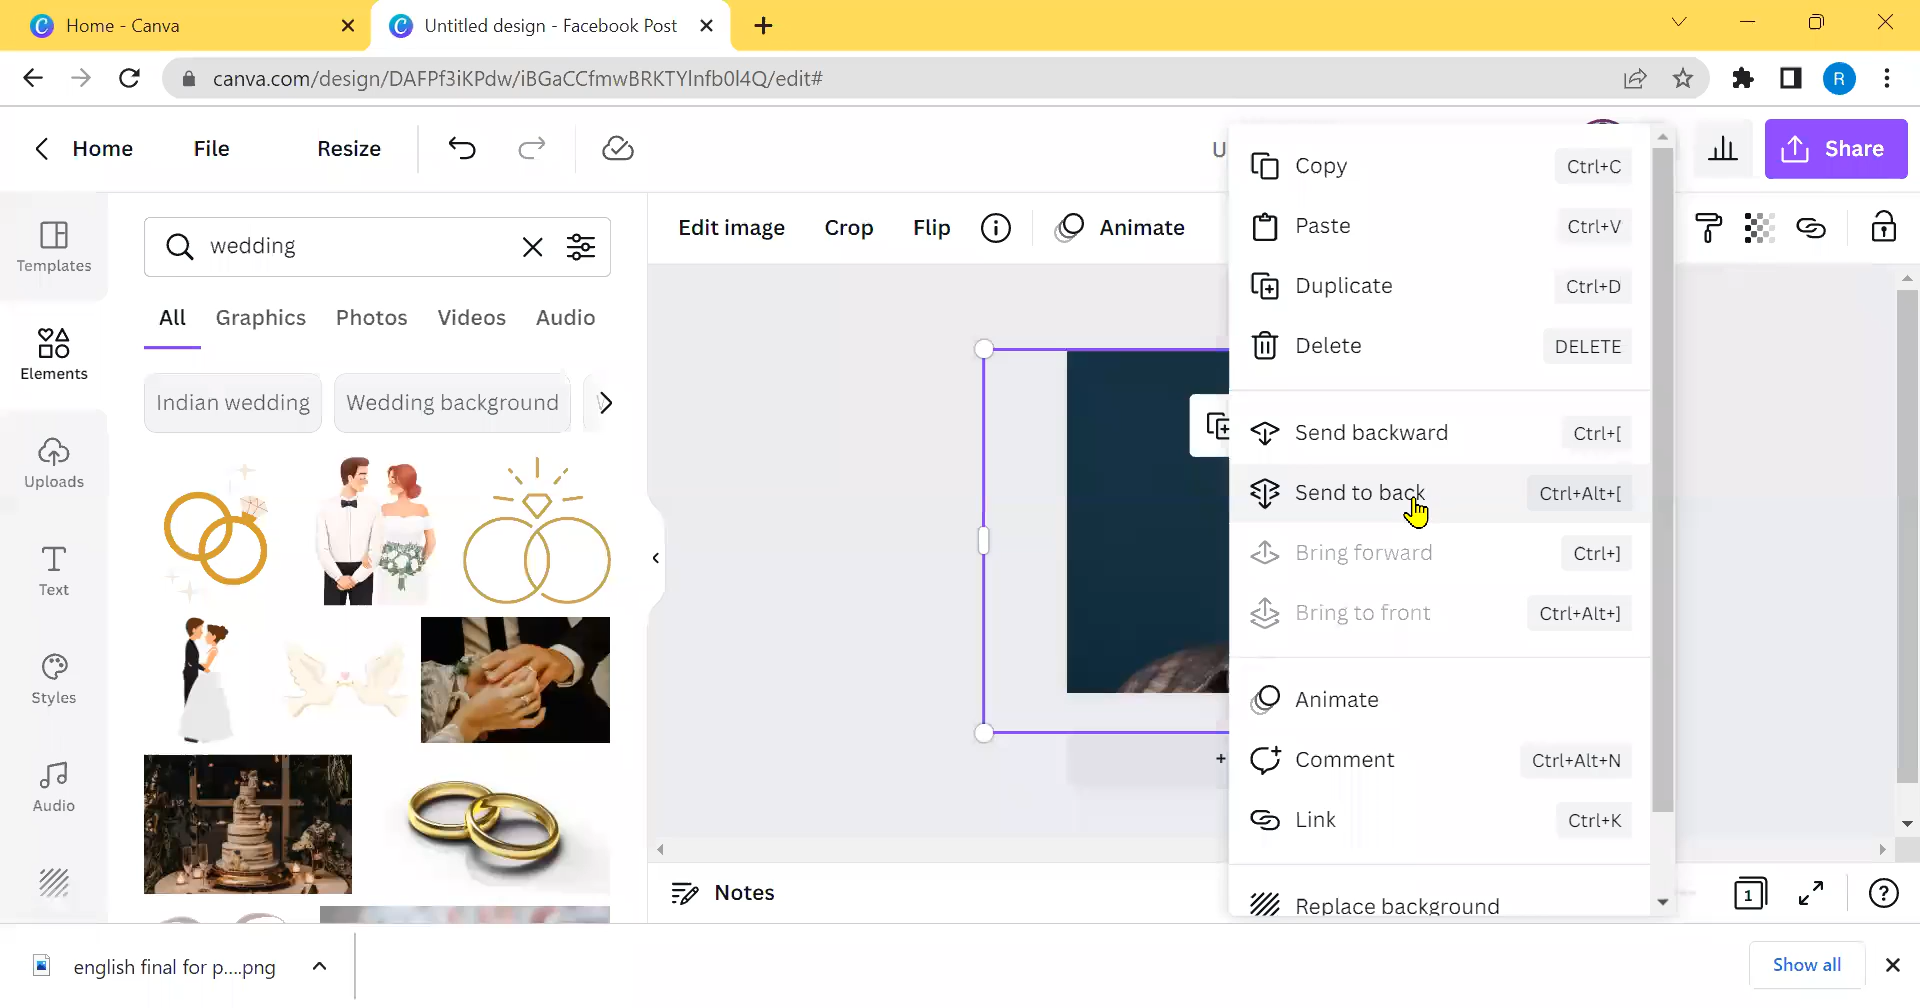 Home - Canva
Untitled design - Facebook Post
canva.com/design/DAFPf3iKPdw/iBGaCCfmwBRKTYlnfb0l4Q/edit#
R
Home
File
Resize
U
Share
Templates
Elements
Uploads
Text
Styles
Audio
wedding
All
Graphics
Photos
Videos
Audio
Indian wedding
Wedding background
Edit image
Crop
Flip
Animate
Copy Ctrl+C
Paste Ctrl+V
Duplicate Ctrl+D
Delete DELETE
Send backward Ctrl+[
Send to back Ctrl+Alt+[
Bring forward Ctrl+]
Bring to front Ctrl+Alt+]
Animate
Comment Ctrl+Alt+N
Link Ctrl+K
Replace background
+
Notes
1
english final for p....png
Show all